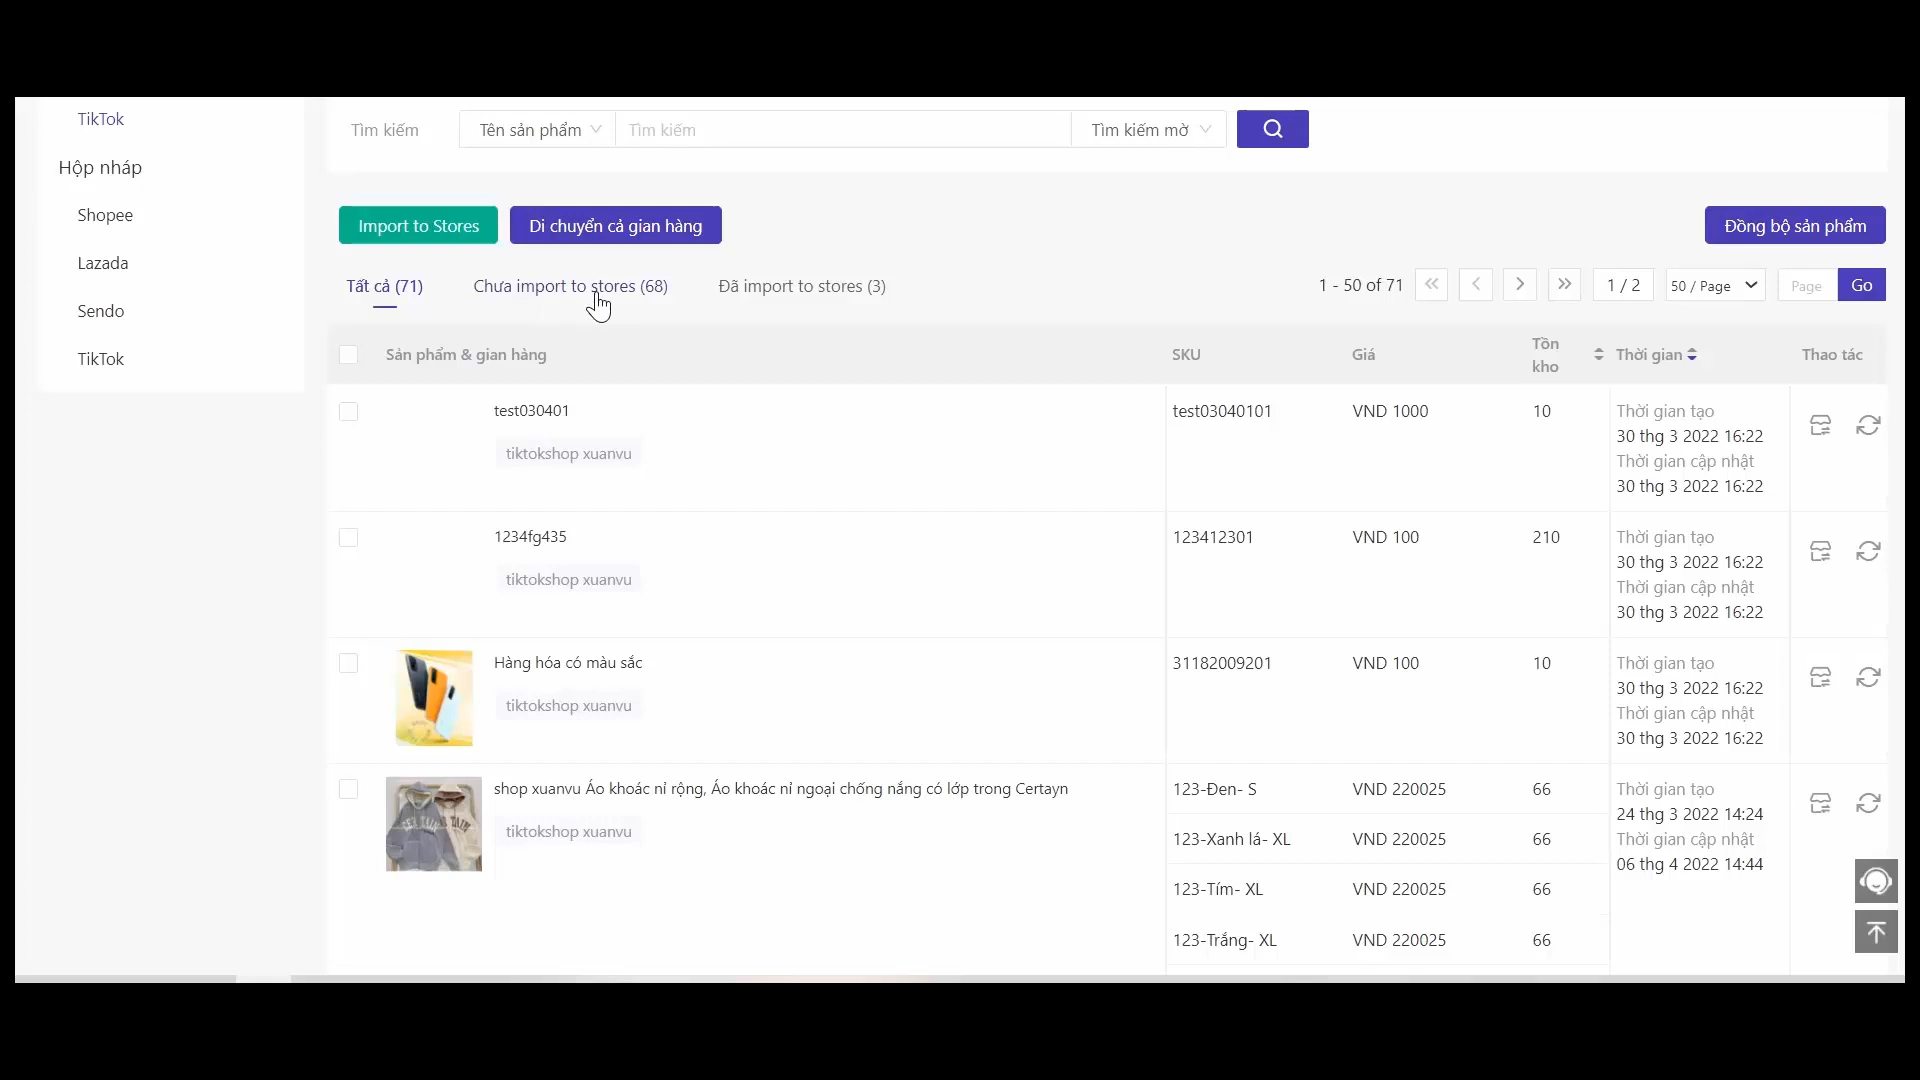 TikTok
Hộp nháp
Shopee
Lazada
Sendo
TikTok
Tìm kiếm
Tên sản phẩm
Tìm kiếm
Tìm kiếm mờ
Import to Stores
Di chuyển cả gian hàng
Đồng bộ sản phẩm
Tất cả (71)
Chưa import to stores (68)
Đã import to stores (3)
1 - 50 of 71
1 / 2
50 / Page
Page
Go
Sản phẩm & gian hàng
SKU
Giá
Tồn
kho
Thời gian
Thao tác
test030401
tiktokshop xuanvu
test03040101
VND 1000
10
Thời gian tạo
30 thg 3 2022 16:22
Thời gian cập nhật
30 thg 3 2022 16:22
1234fg435
tiktokshop xuanvu
123412301
VND 100
210
Thời gian tạo
30 thg 3 2022 16:22
Thời gian cập nhật
30 thg 3 2022 16:22
Hàng hóa có màu sắc
tiktokshop xuanvu
31182009201
VND 100
10
Thời gian tạo
30 thg 3 2022 16:22
Thời gian cập nhật
30 thg 3 2022 16:22
shop xuanvu Áo khoác nỉ rộng, Áo khoác nỉ ngoại chống nắng có lớp trong Certayn
tiktokshop xuanvu
123-Đen- S
VND 220025
66
123-Xanh lá- XL
VND 220025
66
123-Tím- XL
VND 220025
66
123-Trắng- XL
VND 220025
66
Thời gian tạo
24 thg 3 2022 14:24
Thời gian cập nhật
06 thg 4 2022 14:44